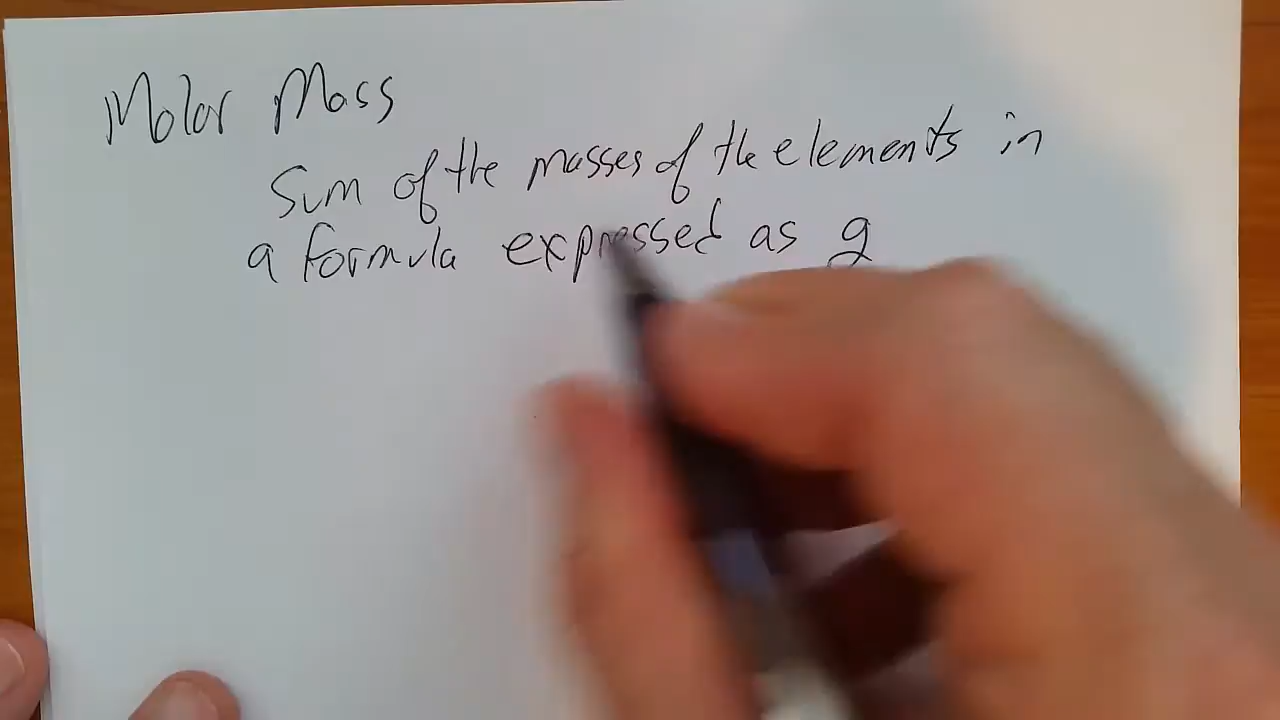 Molar Mass
Sum of the masses of the elements in
a formula expressed as g